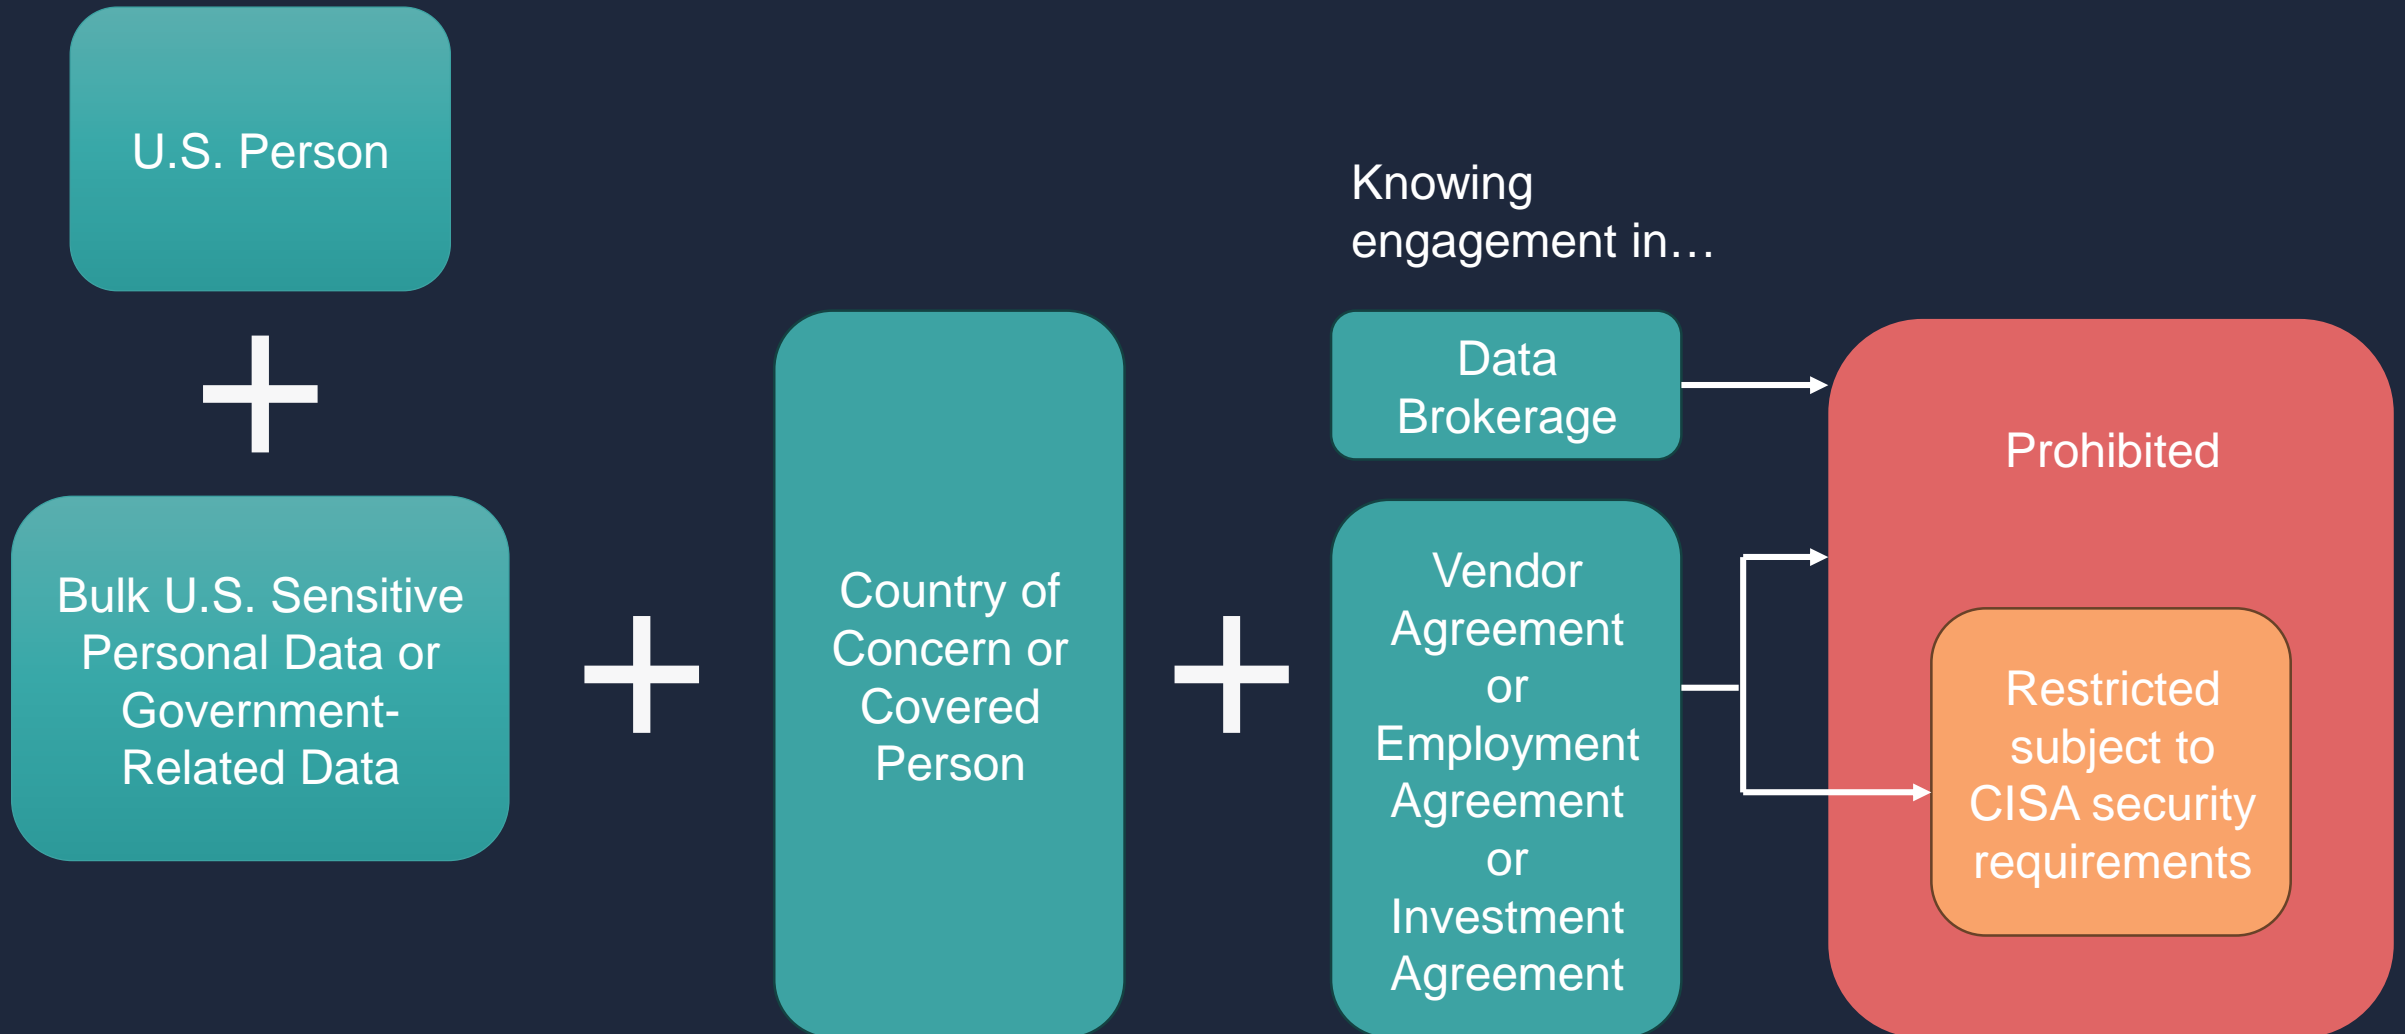 U.S. Person
Bulk U.S. Sensitive
Personal Data or
Government-
Related Data
Country of
Concern or
Covered
Person
Knowing
engagement in…
Data
Brokerage
Vendor
Agreement
or
Employment
Agreement
or
Investment
Agreement
Prohibited
Restricted
subject to
CISA security
requirements